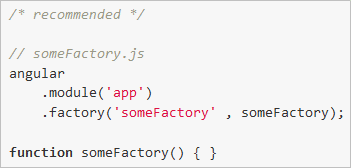 /* recommended */
// someFactory.js
angular
.module('app')
.factory('someFactory' , someFactory);
function someFactory() { }